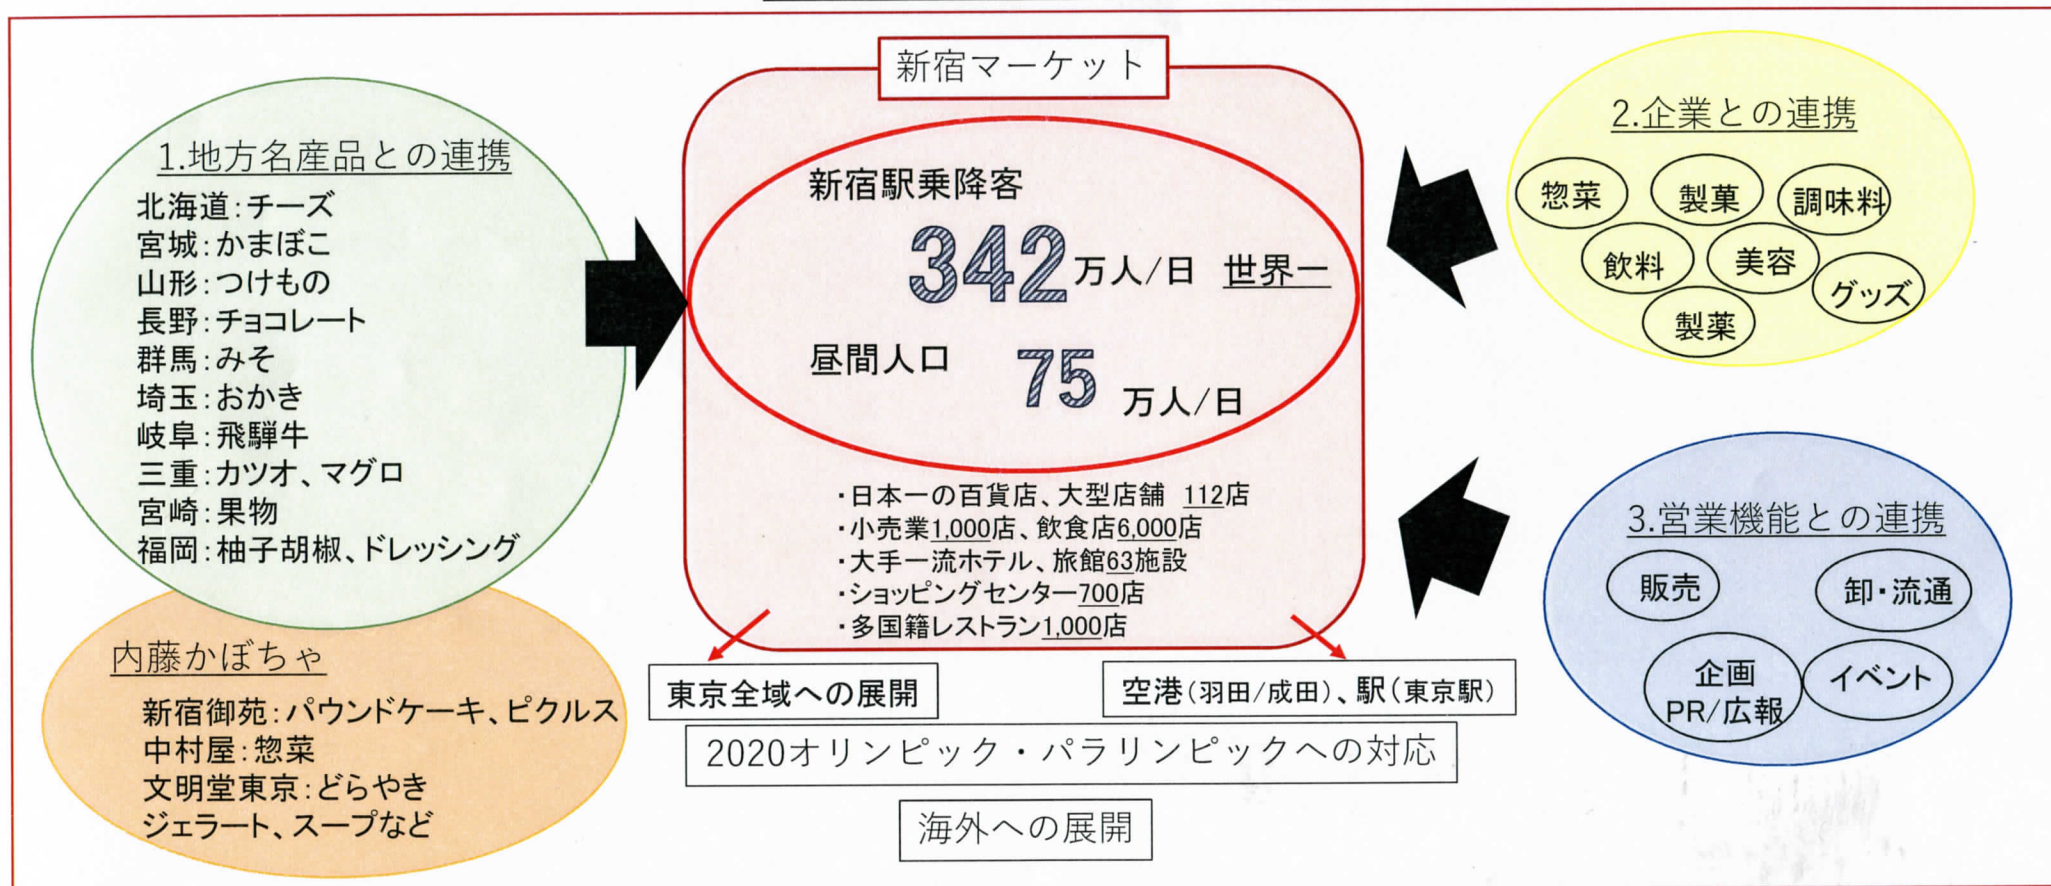 新宿マーケット
1.地方名産品との連携
北海道：チーズ
宮城：かまぼこ
山形：つけもの
長野：チョコレート
群馬：みそ
埼玉：おかき
岐阜：飛騨牛
三重：カツオ、マグロ
宮崎：果物
福岡：柚子胡椒、ドレッシング
内藤かぼちゃ
新宿御苑：パウンドケーキ、ピクルス
中村屋：惣菜
文明堂東京：どらやき
ジェラート、スープなど
新宿駅乗降客
342万人/日 世界一
昼間人口 75万人/日
・日本一の百貨店、大型店舗 112店
・小売業1,000店、飲食店6,000店
・大手一流ホテル、旅館63施設
・ショッピングセンター700店
・多国籍レストラン1,000店
東京全域への展開
空港(羽田/成田)、駅(東京駅)
2020オリンピック・パラリンピックへの対応
海外への展開
2.企業との連携
惣菜
製菓
調味料
飲料
美容
グッズ
製薬
3.営業機能との連携
販売
卸・流通
企画
PR/広報
イベント